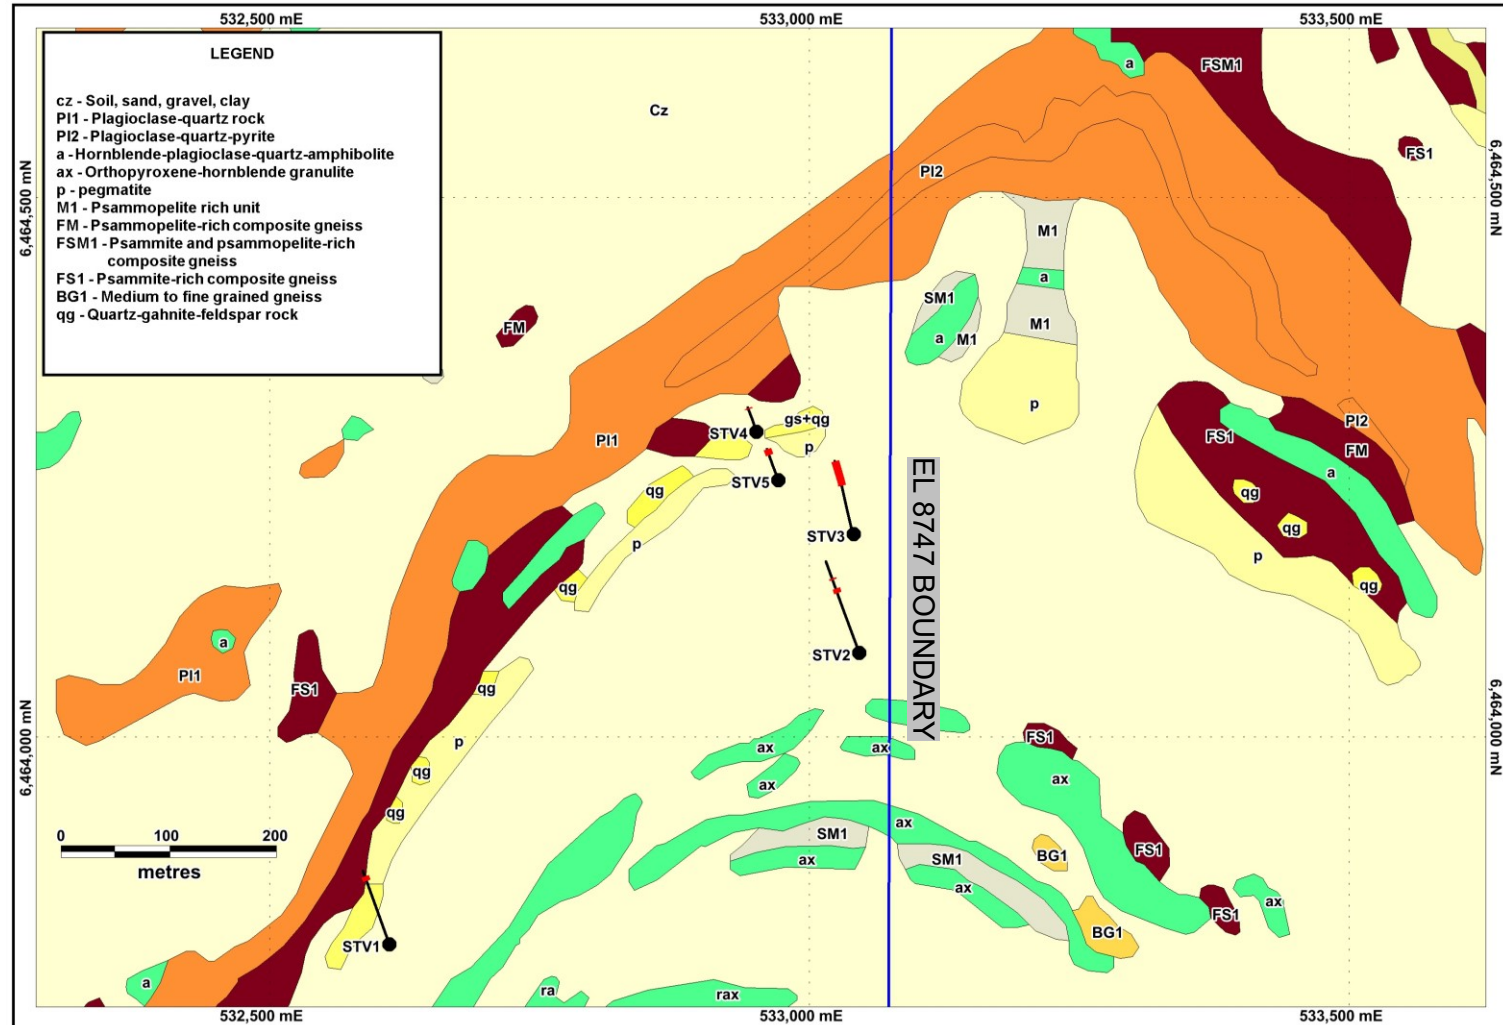 532,500 mE
533,000 mE
533,500 mE
LEGEND
cz - Soil, sand, gravel, clay
PI1 - Plagioclase-quartz rock
PI2 - Plagioclase-quartz-pyrite
a - Hornblende-plagioclase-quartz-amphibolite
ax - Orthopyroxene-hornblende granulite
p - pegmatite
M1 - Psammopelite rich unit
FM - Psammopelite-rich composite gneiss
FSM1 - Psammite and psammopelite-rich
composite gneiss
FS1 - Psammite-rich composite gneiss
BG1 - Medium to fine grained gneiss
qg - Quartz-gahnite-feldspar rock
a
FSM1
Cz
FS1
PI2
6,464,500 mN
6,464,500 mN
M1
a
SM1
M1
FM
a
M1
p
gs+qg
PI2
STV4
PI1
FS1
p
FM
a
STV5
qg
qg
qg
STV3
p
p
qg
qg
EL 8747 BOUNDARY
a
STV2
PI1
FS1
qg
6,464,000 mN
6,464,000 mN
p
ax
ax
FS1
qg
ax
ax
qg
ax
0
100
200
SM1
FS1
BG1
SM1
ax
metres
ax
ax
FS1
BG1
STV1
a
ra
rax
532,500 mE
533,000 mE
533,500 mE